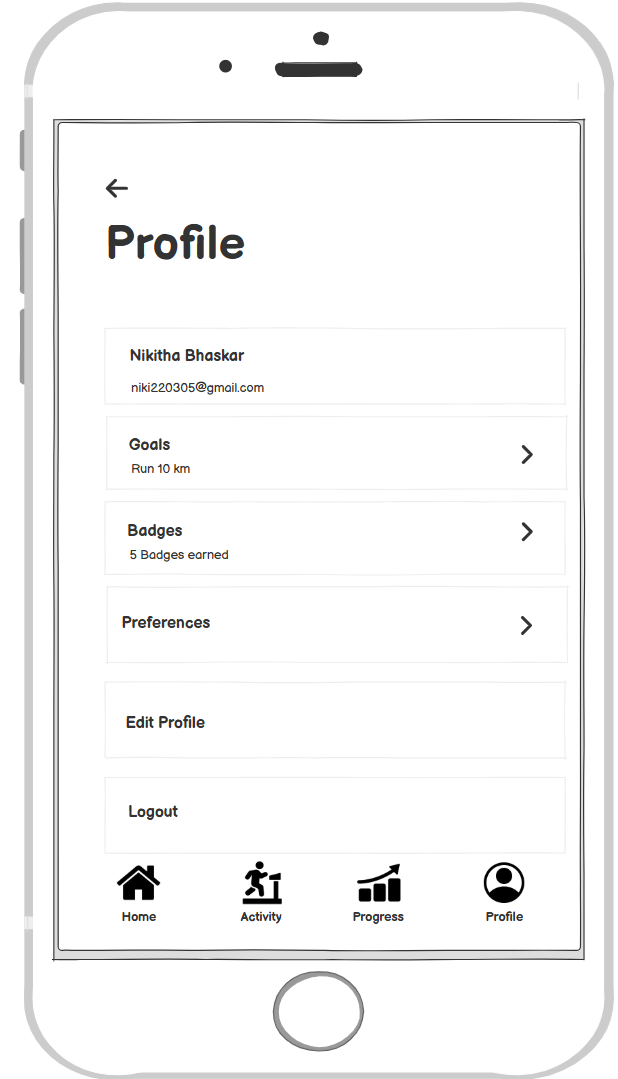 Profile
Nikitha Bhaskar
niki220305@gmail.com
Goals
Run 10 km
Badges
5 Badges earned
Preferences
Edit Profile
Logout
Home Activity Progress Profile